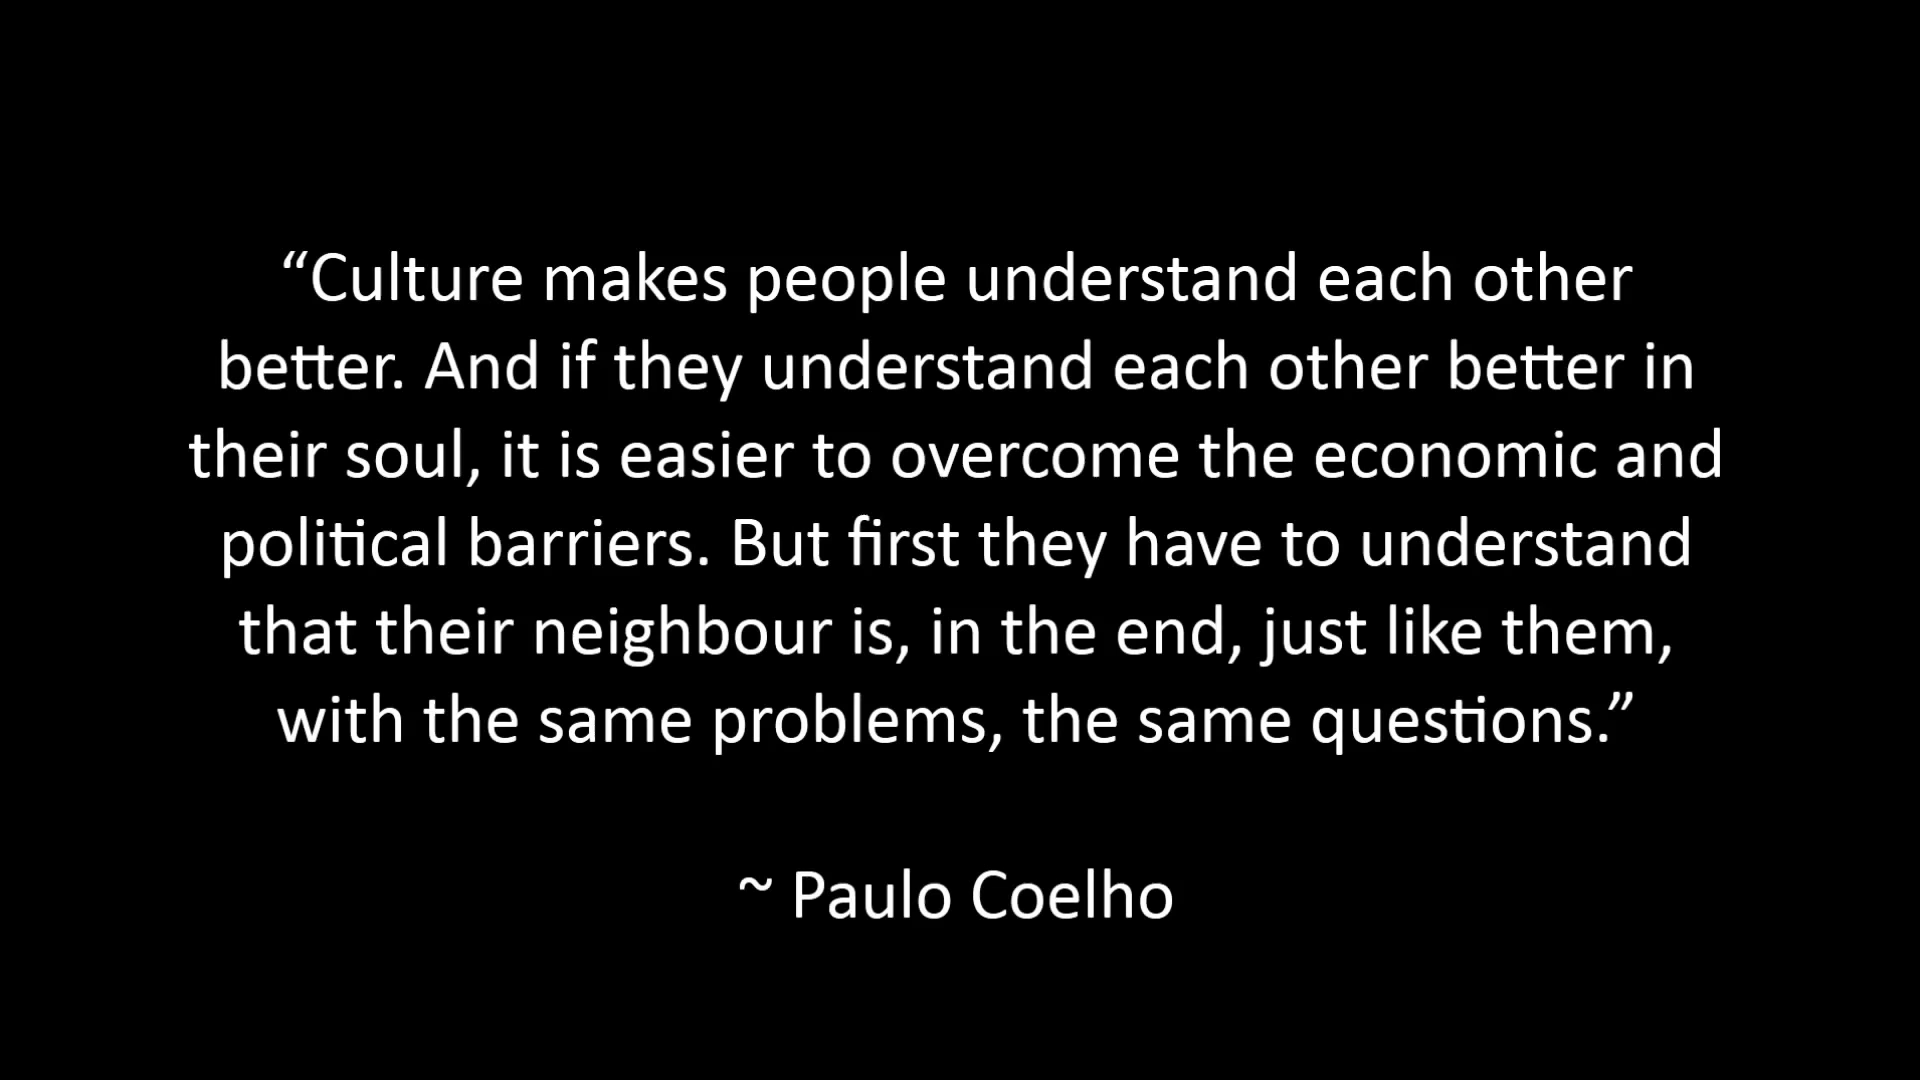 “Culture makes people understand each other
better. And if they understand each other better in
their soul, it is easier to overcome the economic and
political barriers. But first they have to understand
that their neighbour is, in the end, just like them,
with the same problems, the same questions.”
~ Paulo Coelho